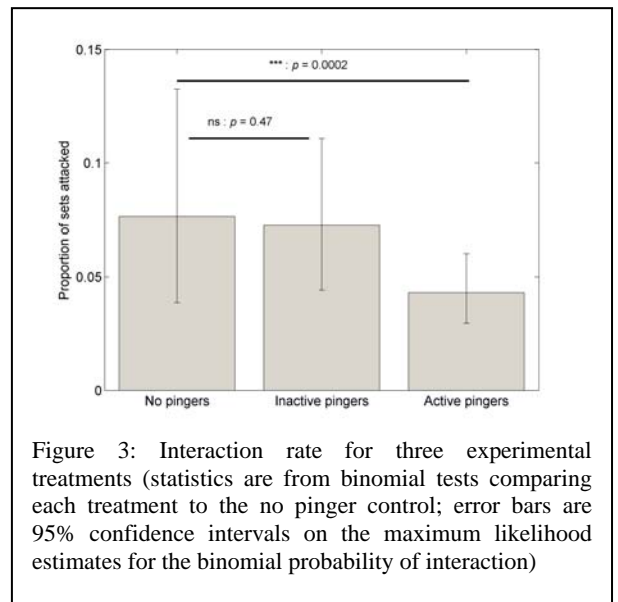 0.15
*** : p = 0.0002
ns : p = 0.47
0.1
Proportion of sets attacked
0.05
0
No pingers Inactive pingers Active pingers
Figure 3: Interaction rate for three experimental
treatments (statistics are from binomial tests comparing
each treatment to the no pinger control; error bars are
95% confidence intervals on the maximum likelihood
estimates for the binomial probability of interaction)